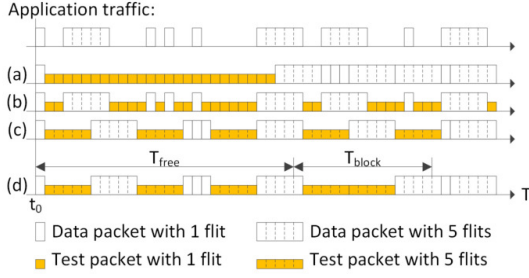 Application traffic:
(a)
(b)
(c)
T_free T_block
(d)
t_0 T
Data packet with 1 flit Data packet with 5 flits
Test packet with 1 flit Test packet with 5 flits